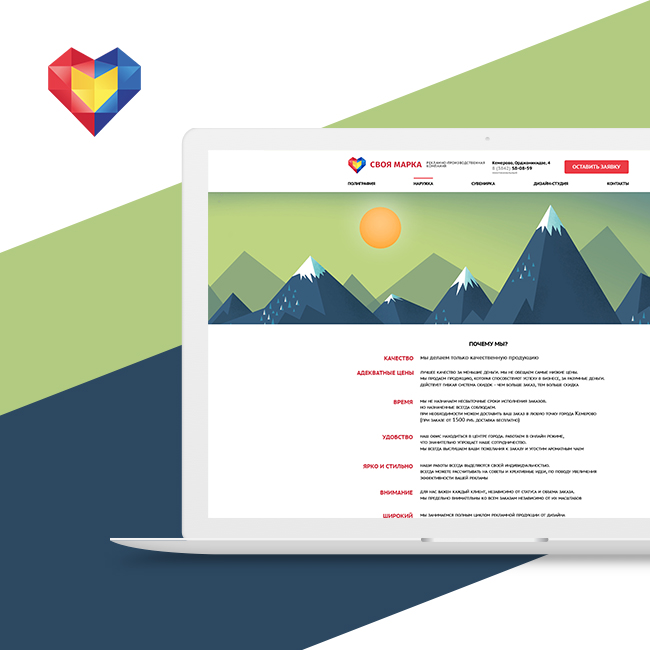 СВОЯ МАРКА
РЕКЛАМНО-ПРОИЗВОДСТВЕННАЯ
КОМПАНИЯ
Кемерово, Орджоникидзе, 4
8 (3842) 58-08-59
ОСТАВИТЬ ЗАЯВКУ
ПОЛИГРАФИЯ НАРУЖКА СУВЕНИРКА ДИЗАЙН-СТУДИЯ КОНТАКТЫ
ПОЧЕМУ МЫ?
КАЧЕСТВО мы делаем только качественную продукцию
АДЕКВАТНЫЕ ЦЕНЫ лучшее качество за меньшие деньги. мы не обещаем самые низкие цены.
мы продаем продукцию, которая способствует успеху в бизнесе, за разумные деньги.
действует гибкая система скидок - чем больше заказ, тем больше скидка
ВРЕМЯ мы не назначаем несбыточные сроки исполнения заказов.
но назначенные всегда соблюдаем.
при необходимости можем доставить ваш заказ в любую точку города Кемерово
(при заказе от 1500 руб. доставка бесплатно)
УДОБСТВО наш офис находиться в центре города. работаем в онлайн режиме,
что значительно упрощает наше сотрудничество.
мы всегда выслушаем ваши пожелания к заказу и угостим ароматным чаем
ЯРКО И СТИЛЬНО наши работы всегда выделяются своей индивидуальностью.
всегда можете рассчитывать на советы и креативные идеи, по поводу увеличения
эффективности вашей рекламы
ВНИМАНИЕ для нас важен каждый клиент, независимо от статуса и объема заказа.
мы предельно внимательны ко всем заказам независимо от их масштабов
ШИРОКИЙ мы занимаемся полным циклом рекламной продукции от дизайна